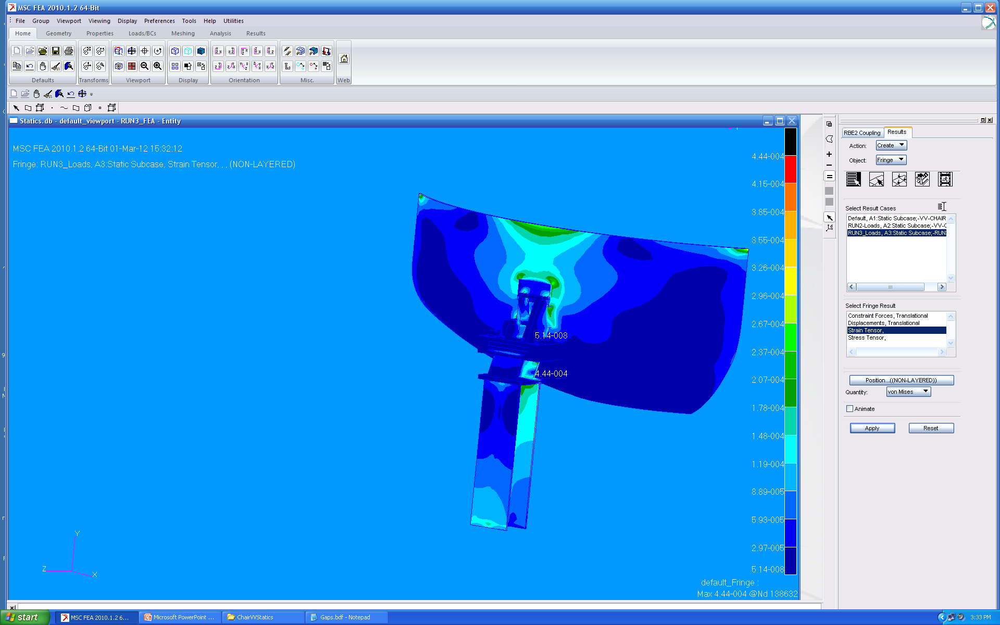 MSC FEA 2010.1.2 64-Bit
File Group Viewport Viewing Display Preferences Tools Help Utilities
Home Geometry Properties Loads/BCs Meshing Analysis Results
Defaults Transforms Viewport Display Orientation Misc. Web
Statics.db - default_viewport - RUN3_FEA - Entity
MSC FEA 2010.1.2 64-Bit 01-Mar-12 15:32:12
Fringe: RUN3_Loads, A3:Static Subcase, Strain Tensor, , , (NON-LAYERED)
4.44-004
4.15-004
3.85-004
3.55-004
3.26-004
2.96-004
2.67-004
2.37-004
2.07-004
1.78-004
1.48-004
1.19-004
8.89-005
5.93-005
2.97-005
5.14-008
5.14-008
4.44-004
default_Fringe :
Max 4.44-004 @Nd 138632
Y
Z
X
RBE2 Coupling Results
Action: Create
Object: Fringe
Select Result Cases
Default, A1:Static Subcase;-VV-CHAIR
RUN2-Loads, A2:Static Subcase;-VV-C
RUN3_Loads, A3:Static Subcase;-RUN3
Select Fringe Result
Constraint Forces, Translational
Displacements, Translational
Strain Tensor,
Stress Tensor,
Position...((NON-LAYERED))
Quantity: von Mises
Animate
Apply Reset
start MSC FEA 2010.1.2 6... Microsoft PowerPoint ... ChairVVStatics Gaps.bdf - Notepad 3:33 PM